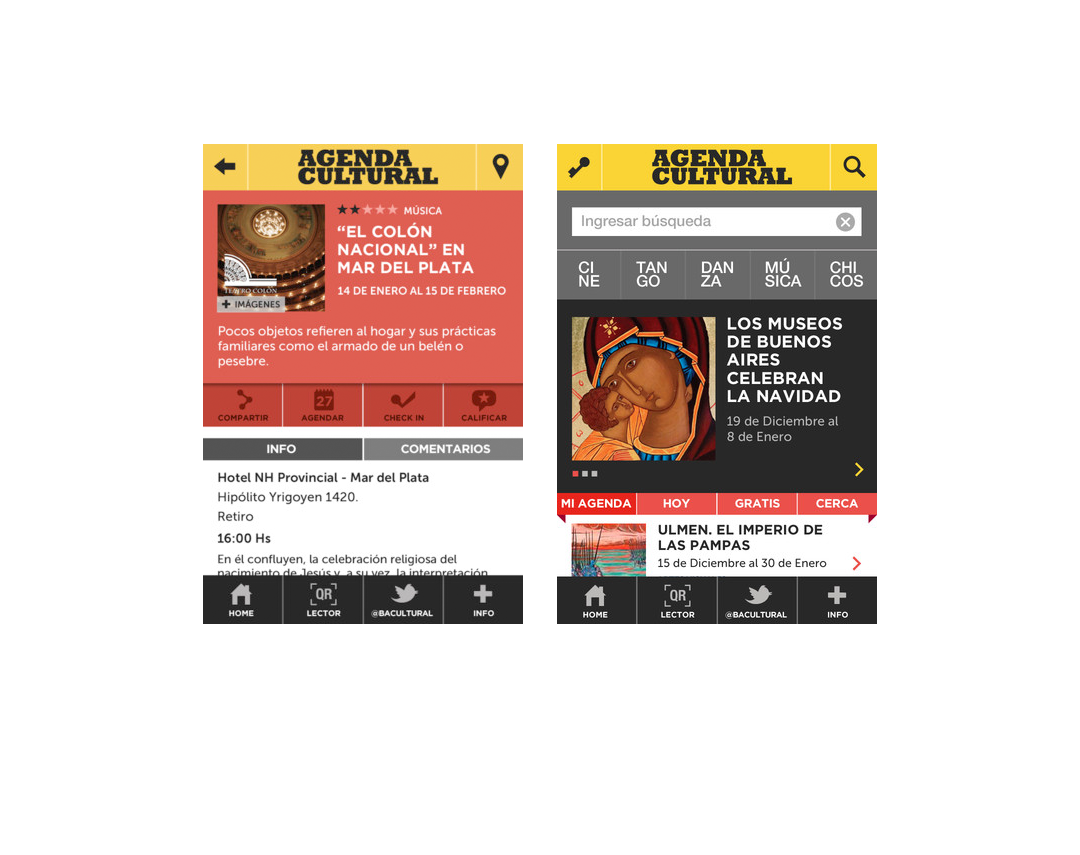 AGENDA
CULTURAL
MÚSICA
“EL COLÓN
NACIONAL” EN
MAR DEL PLATA
14 DE ENERO AL 15 DE FEBRERO
TEATRO COLÓN
+ IMÁGENES
Pocos objetos refieren al hogar y sus prácticas
familiares como el armado de un belén o
pesebre.
COMPARTIR
27
AGENDAR
CHECK IN
CALIFICAR
INFO
COMENTARIOS
Hotel NH Provincial - Mar del Plata
Hipólito Yrigoyen 1420.
Retiro
16:00 Hs
En él confluyen, la celebración religiosa del
nacimiento de Jesús y, a su vez, la interpretación
HOME
QR
LECTOR
@BACULTURAL
INFO
AGENDA
CULTURAL
Ingresar búsqueda
CI
NE
TAN
GO
DAN
ZA
MÚ
SICA
CHI
COS
LOS MUSEOS
DE BUENOS
AIRES
CELEBRAN
LA NAVIDAD
19 de Diciembre al
8 de Enero
MI AGENDA
HOY
GRATIS
CERCA
ULMEN. EL IMPERIO DE
LAS PAMPAS
15 de Diciembre al 30 de Enero
HOME
QR
LECTOR
@BACULTURAL
INFO